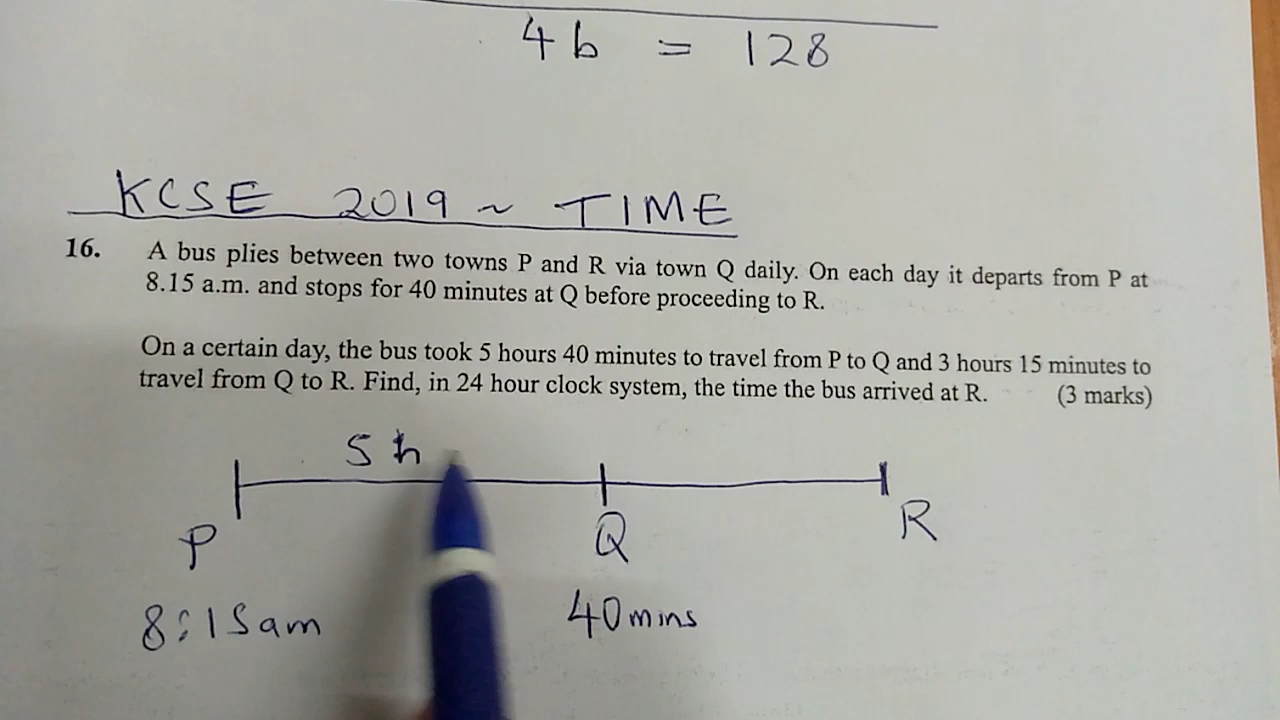 4b = 128
KCSE 2019 ~ TIME
16. A bus plies between two towns P and R via town Q daily. On each day it departs from P at
8.15 a.m. and stops for 40 minutes at Q before proceeding to R.
On a certain day, the bus took 5 hours 40 minutes to travel from P to Q and 3 hours 15 minutes to
travel from Q to R. Find, in 24 hour clock system, the time the bus arrived at R. (3 marks)
5h
P Q R
8:15am 40mins